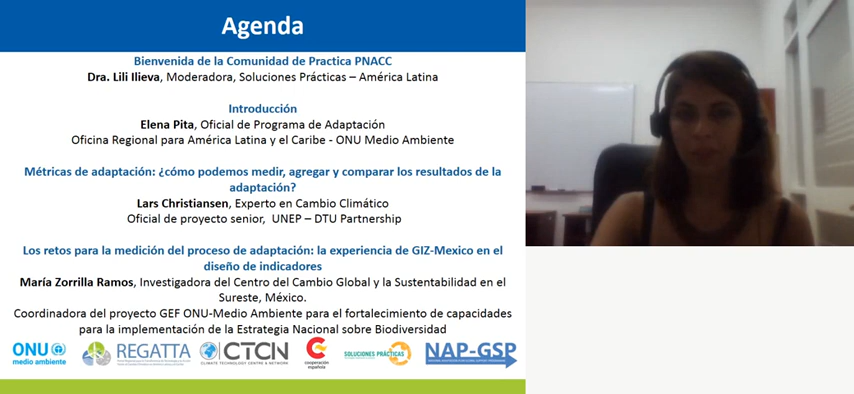 Agenda
Bienvenida de la Comunidad de Practica PNACC
Dra. Lili Ilieva, Moderadora, Soluciones Prácticas – América Latina
Introducción
Elena Pita, Oficial de Programa de Adaptación
Oficina Regional para América Latina y el Caribe - ONU Medio Ambiente
Métricas de adaptación: ¿cómo podemos medir, agregar y comparar los resultados de la
adaptación?
Lars Christiansen, Experto en Cambio Climático
Oficial de proyecto senior, UNEP – DTU Partnership
Los retos para la medición del proceso de adaptación: la experiencia de GIZ-Mexico en el
diseño de indicadores
María Zorrilla Ramos, Investigadora del Centro del Cambio Global y la Sustentabilidad en el
Sureste, México.
Coordinadora del proyecto GEF ONU-Medio Ambiente para el fortalecimiento de capacidades
para la implementación de la Estrategia Nacional sobre Biodiversidad
ONU
medio ambiente
REGATTA
CTCN
CLIMATE TECHNOLOGY CENTRE & NETWORK
cooperación
española
SOLUCIONES PRÁCTICAS
NAP-GSP